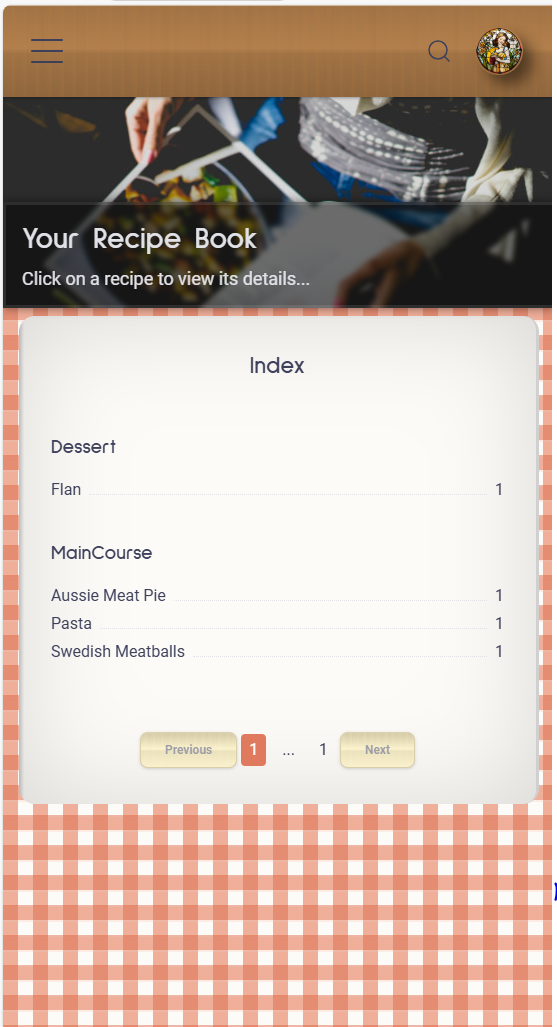 Your Recipe Book
Click on a recipe to view its details...
Index
Dessert
Flan 1
MainCourse
Aussie Meat Pie 1
Pasta 1
Swedish Meatballs 1
Previous 1 ... 1 Next